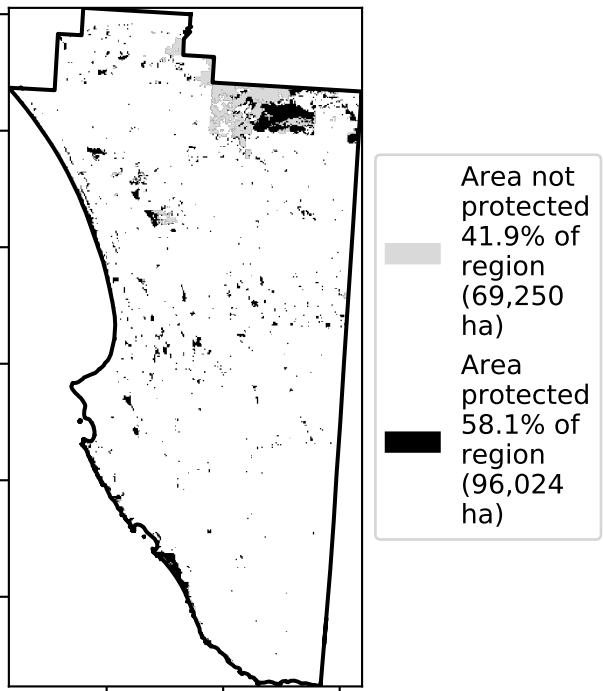 Area not
protected
41.9% of
region
(69,250
ha)
Area
protected
58.1% of
region
(96,024
ha)